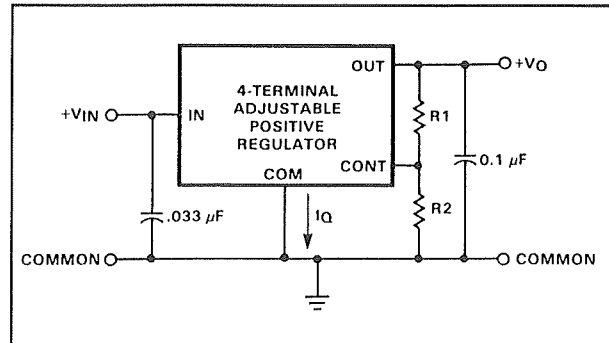 OUT
+VO
4-TERMINAL
ADJUSTABLE
POSITIVE
REGULATOR
R1
+VIN
IN
CONT
0.1 μF
COM
R2
.033 μF
IQ
COMMON
COMMON